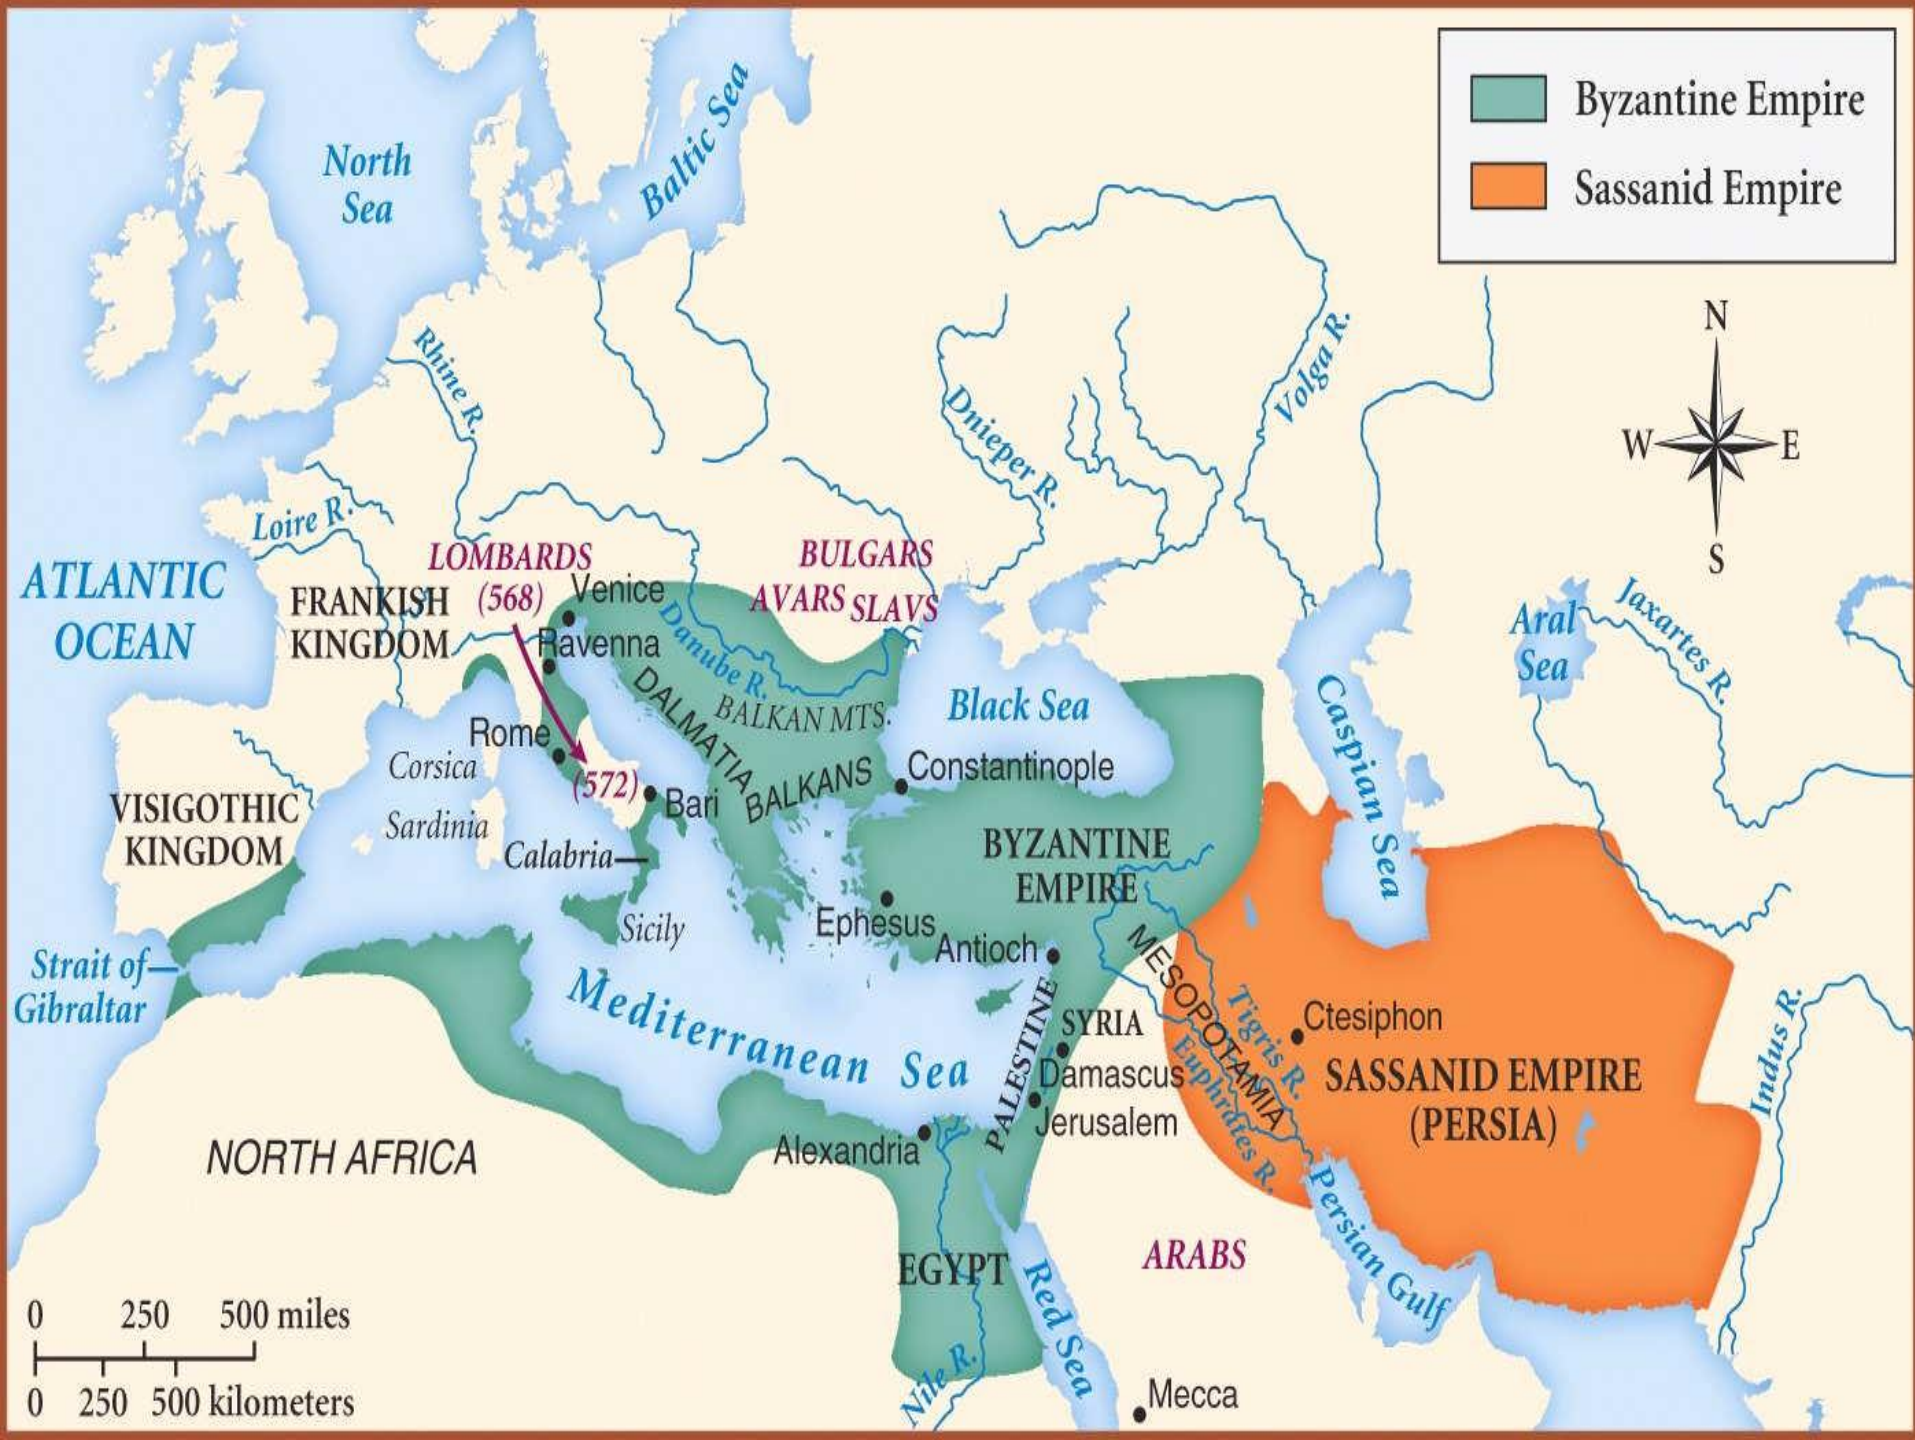 Byzantine Empire
Sassanid Empire
North
Sea
Baltic Sea
N
W
E
S
Rhine R.
Dnieper R.
Volga R.
Loire R.
ATLANTIC
OCEAN
FRANKISH
KINGDOM
LOMBARDS
(568)
Venice
Ravenna
BULGARS
AVARS
SLAVS
Danube R.
DALMATIA
BALKAN MTS.
BALKANS
Black Sea
Caspian Sea
Aral
Sea
Jaxartes R.
Rome
(572)
Bari
Corsica
Sardinia
Calabria
Sicily
Constantinople
VISIGOTHIC
KINGDOM
BYZANTINE
EMPIRE
Ephesus
Antioch
Strait of
Gibraltar
Mediterranean Sea
MESOPOTAMIA
Tigris R.
Euphrates R.
Ctesiphon
SASSANID EMPIRE
(PERSIA)
Indus R.
PALESTINE
SYRIA
Damascus
Jerusalem
Alexandria
NORTH AFRICA
EGYPT
Nile R.
Red Sea
ARABS
Persian Gulf
Mecca
0 250 500 miles
0 250 500 kilometers